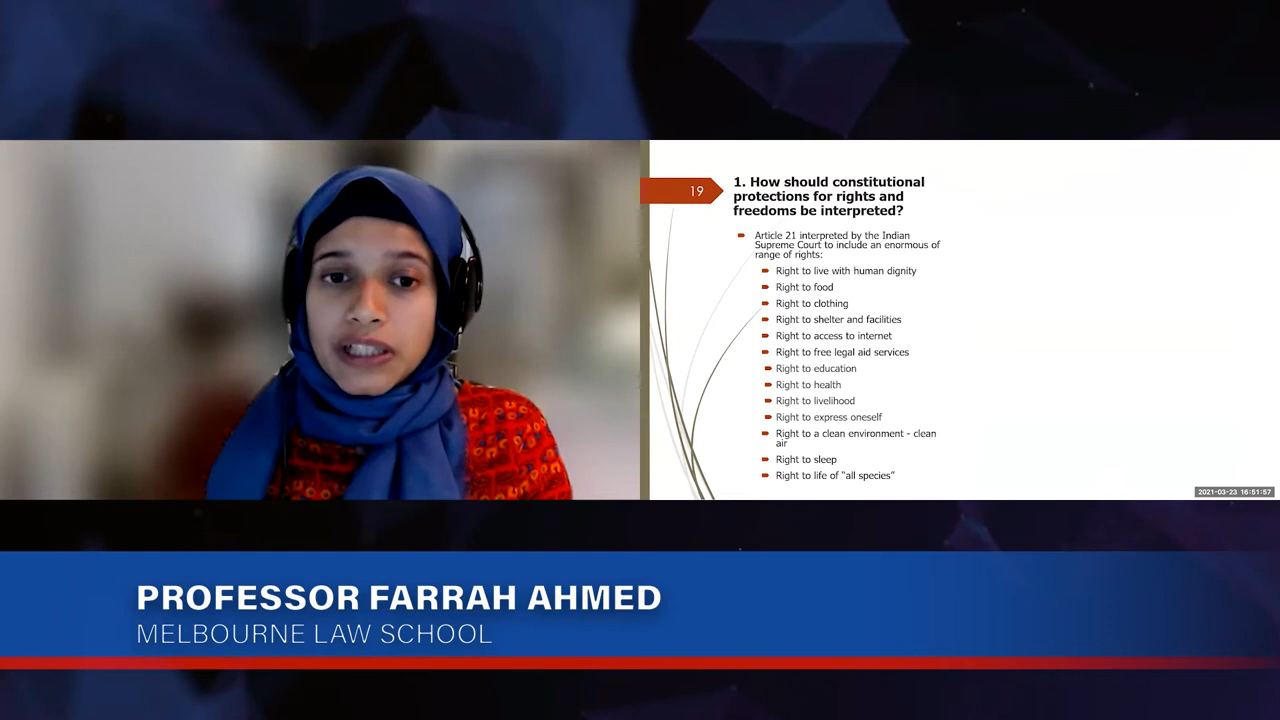 19
1. How should constitutional
protections for rights and
freedoms be interpreted?
Article 21 interpreted by the Indian
Supreme Court to include an enormous of
range of rights:
Right to live with human dignity
Right to food
Right to clothing
Right to shelter and facilities
Right to access to internet
Right to free legal aid services
Right to education
Right to health
Right to livelihood
Right to express oneself
Right to a clean environment - clean
air
Right to sleep
Right to life of “all species”
2021-03-23 16:51:57
PROFESSOR FARRAH AHMED
MELBOURNE LAW SCHOOL